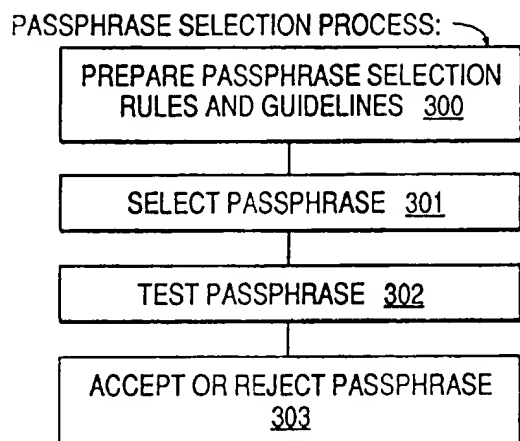 PASSPHRASE SELECTION PROCESS:
PREPARE PASSPHRASE SELECTION
RULES AND GUIDELINES 300
SELECT PASSPHRASE 301
TEST PASSPHRASE 302
ACCEPT OR REJECT PASSPHRASE
303